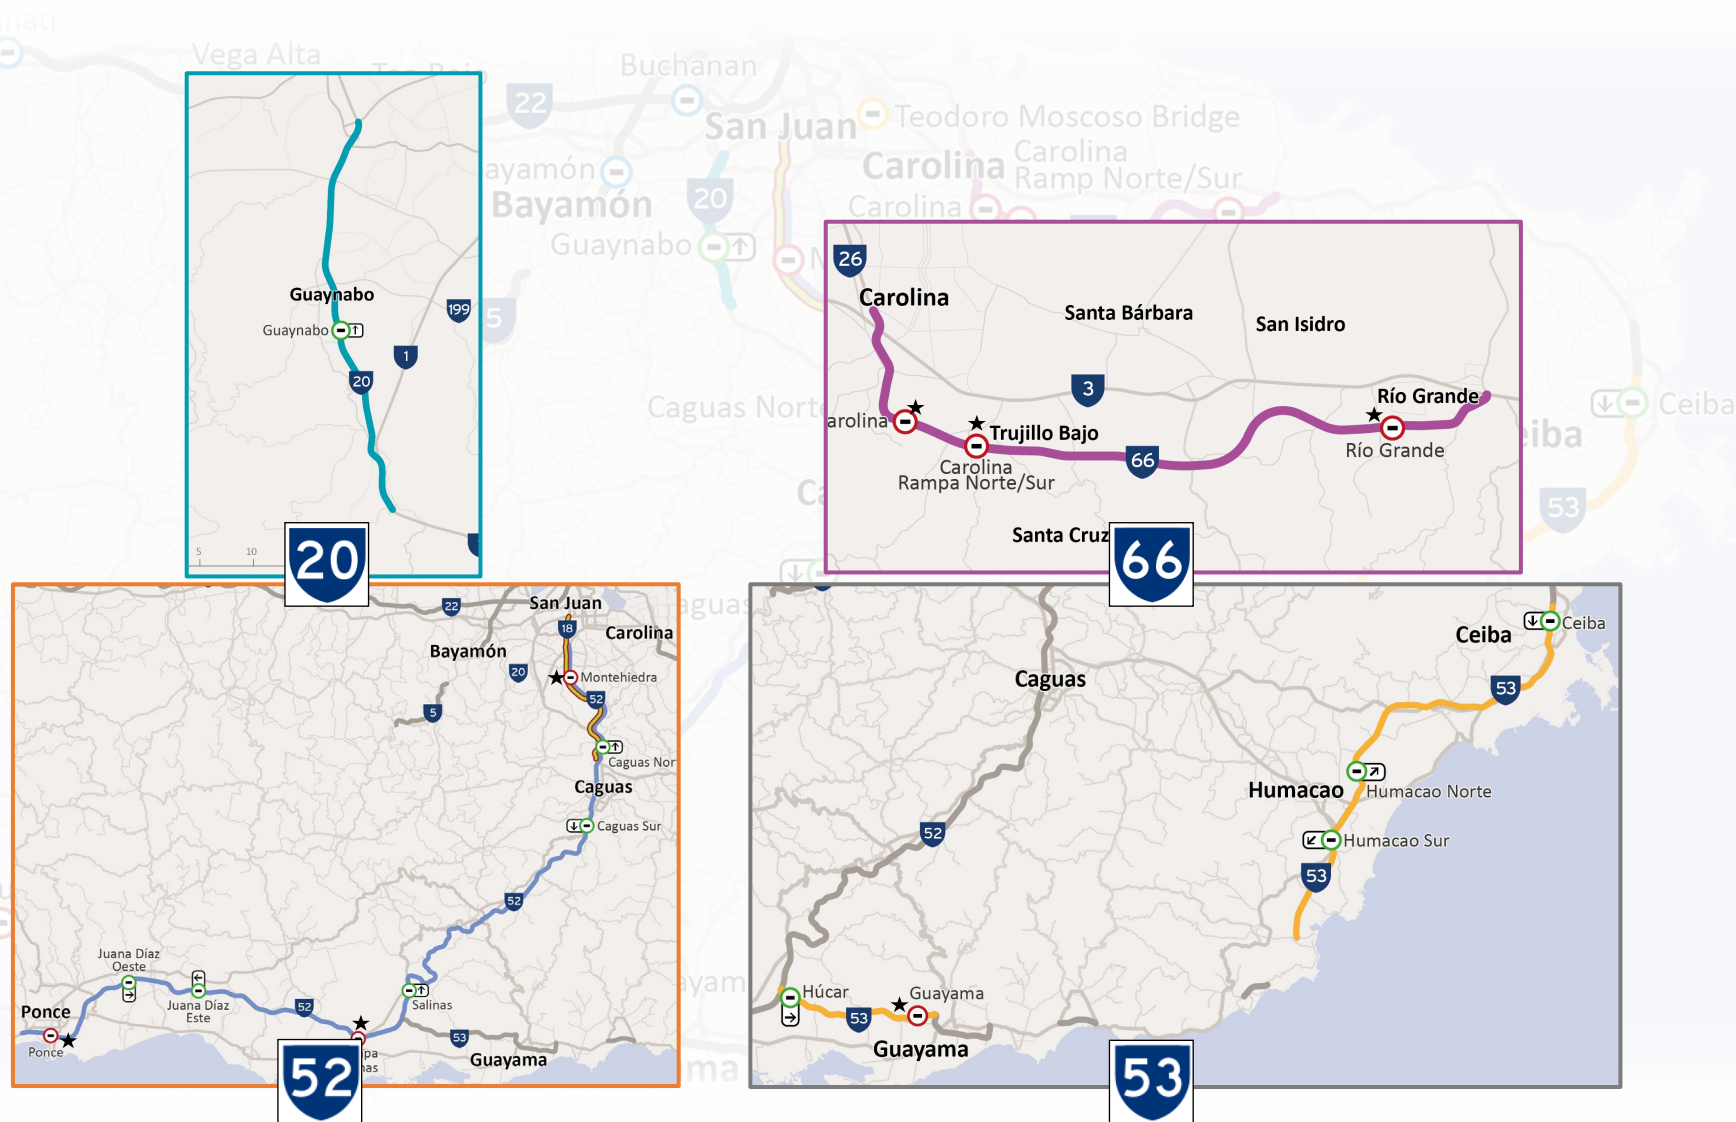 Vega Alta
Buchanan
22
San Juan
Teodoro Moscoso Bridge
Carolina
Carolina
Ramp Norte/Sur
ayamón
Bayamón
20
Carolina
Guaynabo
5
Caguas Norte
Ceiba
eiba
53
Guaynabo
Guaynabo
199
1
20
5
10
20
26
Carolina
Santa Bárbara
San Isidro
3
Río Grande
arolina
Trujillo Bajo
Carolina
Rampa Norte/Sur
66
Río Grande
Santa Cruz
66
22
San Juan
18
Carolina
Bayamón
20
Montehiedra
52
5
Caguas Nor
Caguas
Caguas Sur
52
Juana Díaz
Oeste
Juana Díaz
Este
52
Salinas
Ponce
Ponce
53
Guayama
pa
nas
52
Ceiba
Ceiba
53
Caguas
Humacao
Humacao Norte
52
Humacao Sur
53
Húcar
Guayama
53
Guayama
53